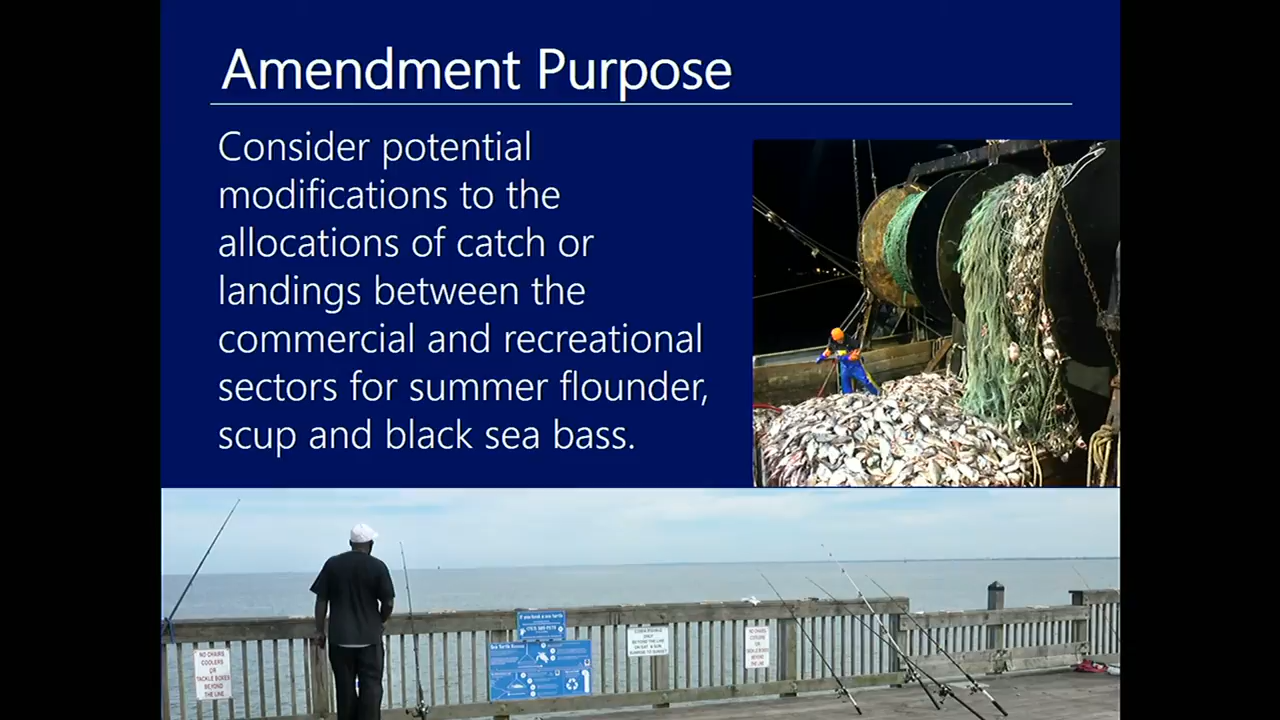 Amendment Purpose
Consider potential
modifications to the
allocations of catch or
landings between the
commercial and recreational
sectors for summer flounder,
scup and black sea bass.
NO CHAIRS,
COOLERS
OR
TACKLE BOXES
BEYOND
THE LINE